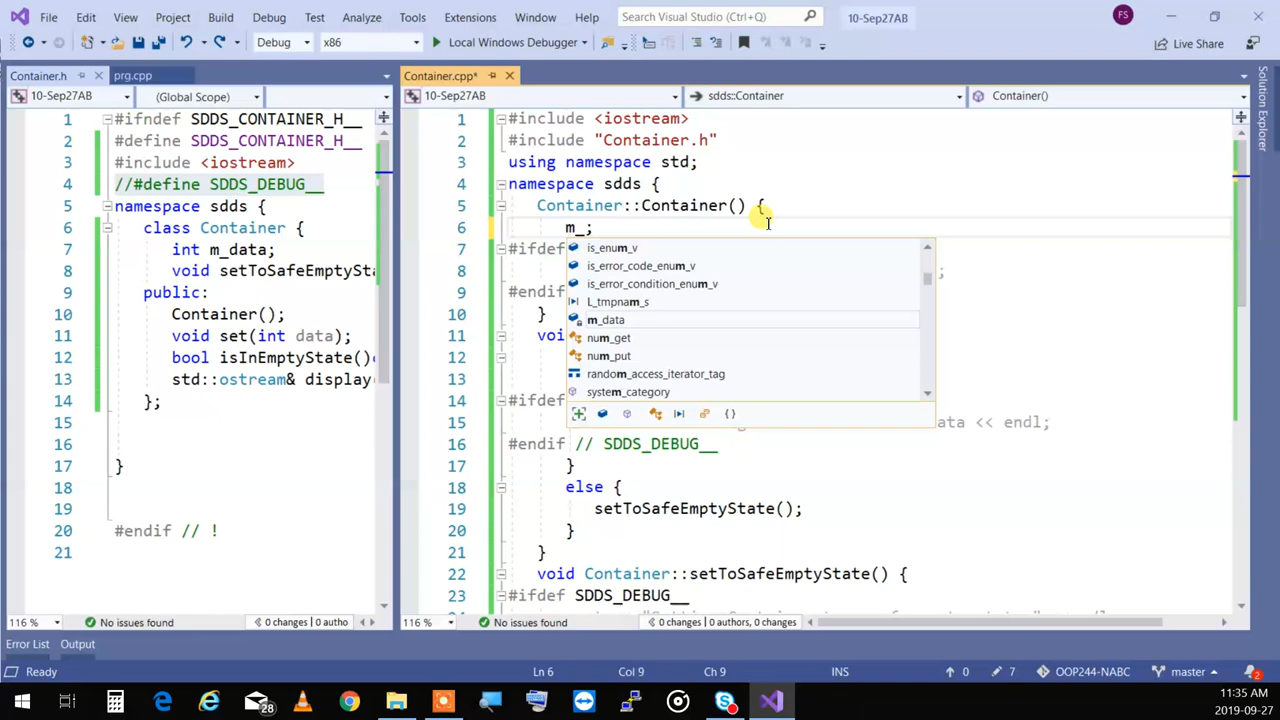 File Edit View Project Build Debug Test Analyze Tools Extensions Window Help Search Visual Studio (Ctrl+Q) 10-Sep27AB FS
Debug x86 Local Windows Debugger Live Share
Container.h prg.cpp
10-Sep27AB (Global Scope)
1 #ifndef SDDS_CONTAINER_H__
2 #define SDDS_CONTAINER_H__
3 #include <iostream>
4 //#define SDDS_DEBUG__
5 namespace sdds {
6 class Container {
7 int m_data;
8 void setToSafeEmptySta
9 public:
10 Container();
11 void set(int data);
12 bool isInEmptyState()c
13 std::ostream& display
14 };
15
16
17 }
18
19
20 #endif // !
21
116 % No issues found 0 changes | 0 autho
Container.cpp*
10-Sep27AB sdds::Container Container()
1 #include <iostream>
2 #include "Container.h"
3 using namespace std;
4 namespace sdds {
5 Container::Container() {
6 m_;
7 #ifdef
8 ;
9 #endif
10 }
11 voi
12
13
14 #ifdef
15 ata << endl;
16 #endif // SDDS_DEBUG__
17 }
18 else {
19 setToSafeEmptyState();
20 }
21 }
22 void Container::setToSafeEmptyState() {
23 #ifdef SDDS_DEBUG__
24
is_enum_v
is_error_code_enum_v
is_error_condition_enum_v
L_tmpnam_s
m_data
num_get
num_put
random_access_iterator_tag
system_category
116 % No issues found 0 changes | 0 authors, 0 changes
Solution Explorer
Error List Output
Ready Ln 6 Col 9 Ch 9 INS 0 7 OOP244-NABC master 2
28
11:35 AM
2019-09-27